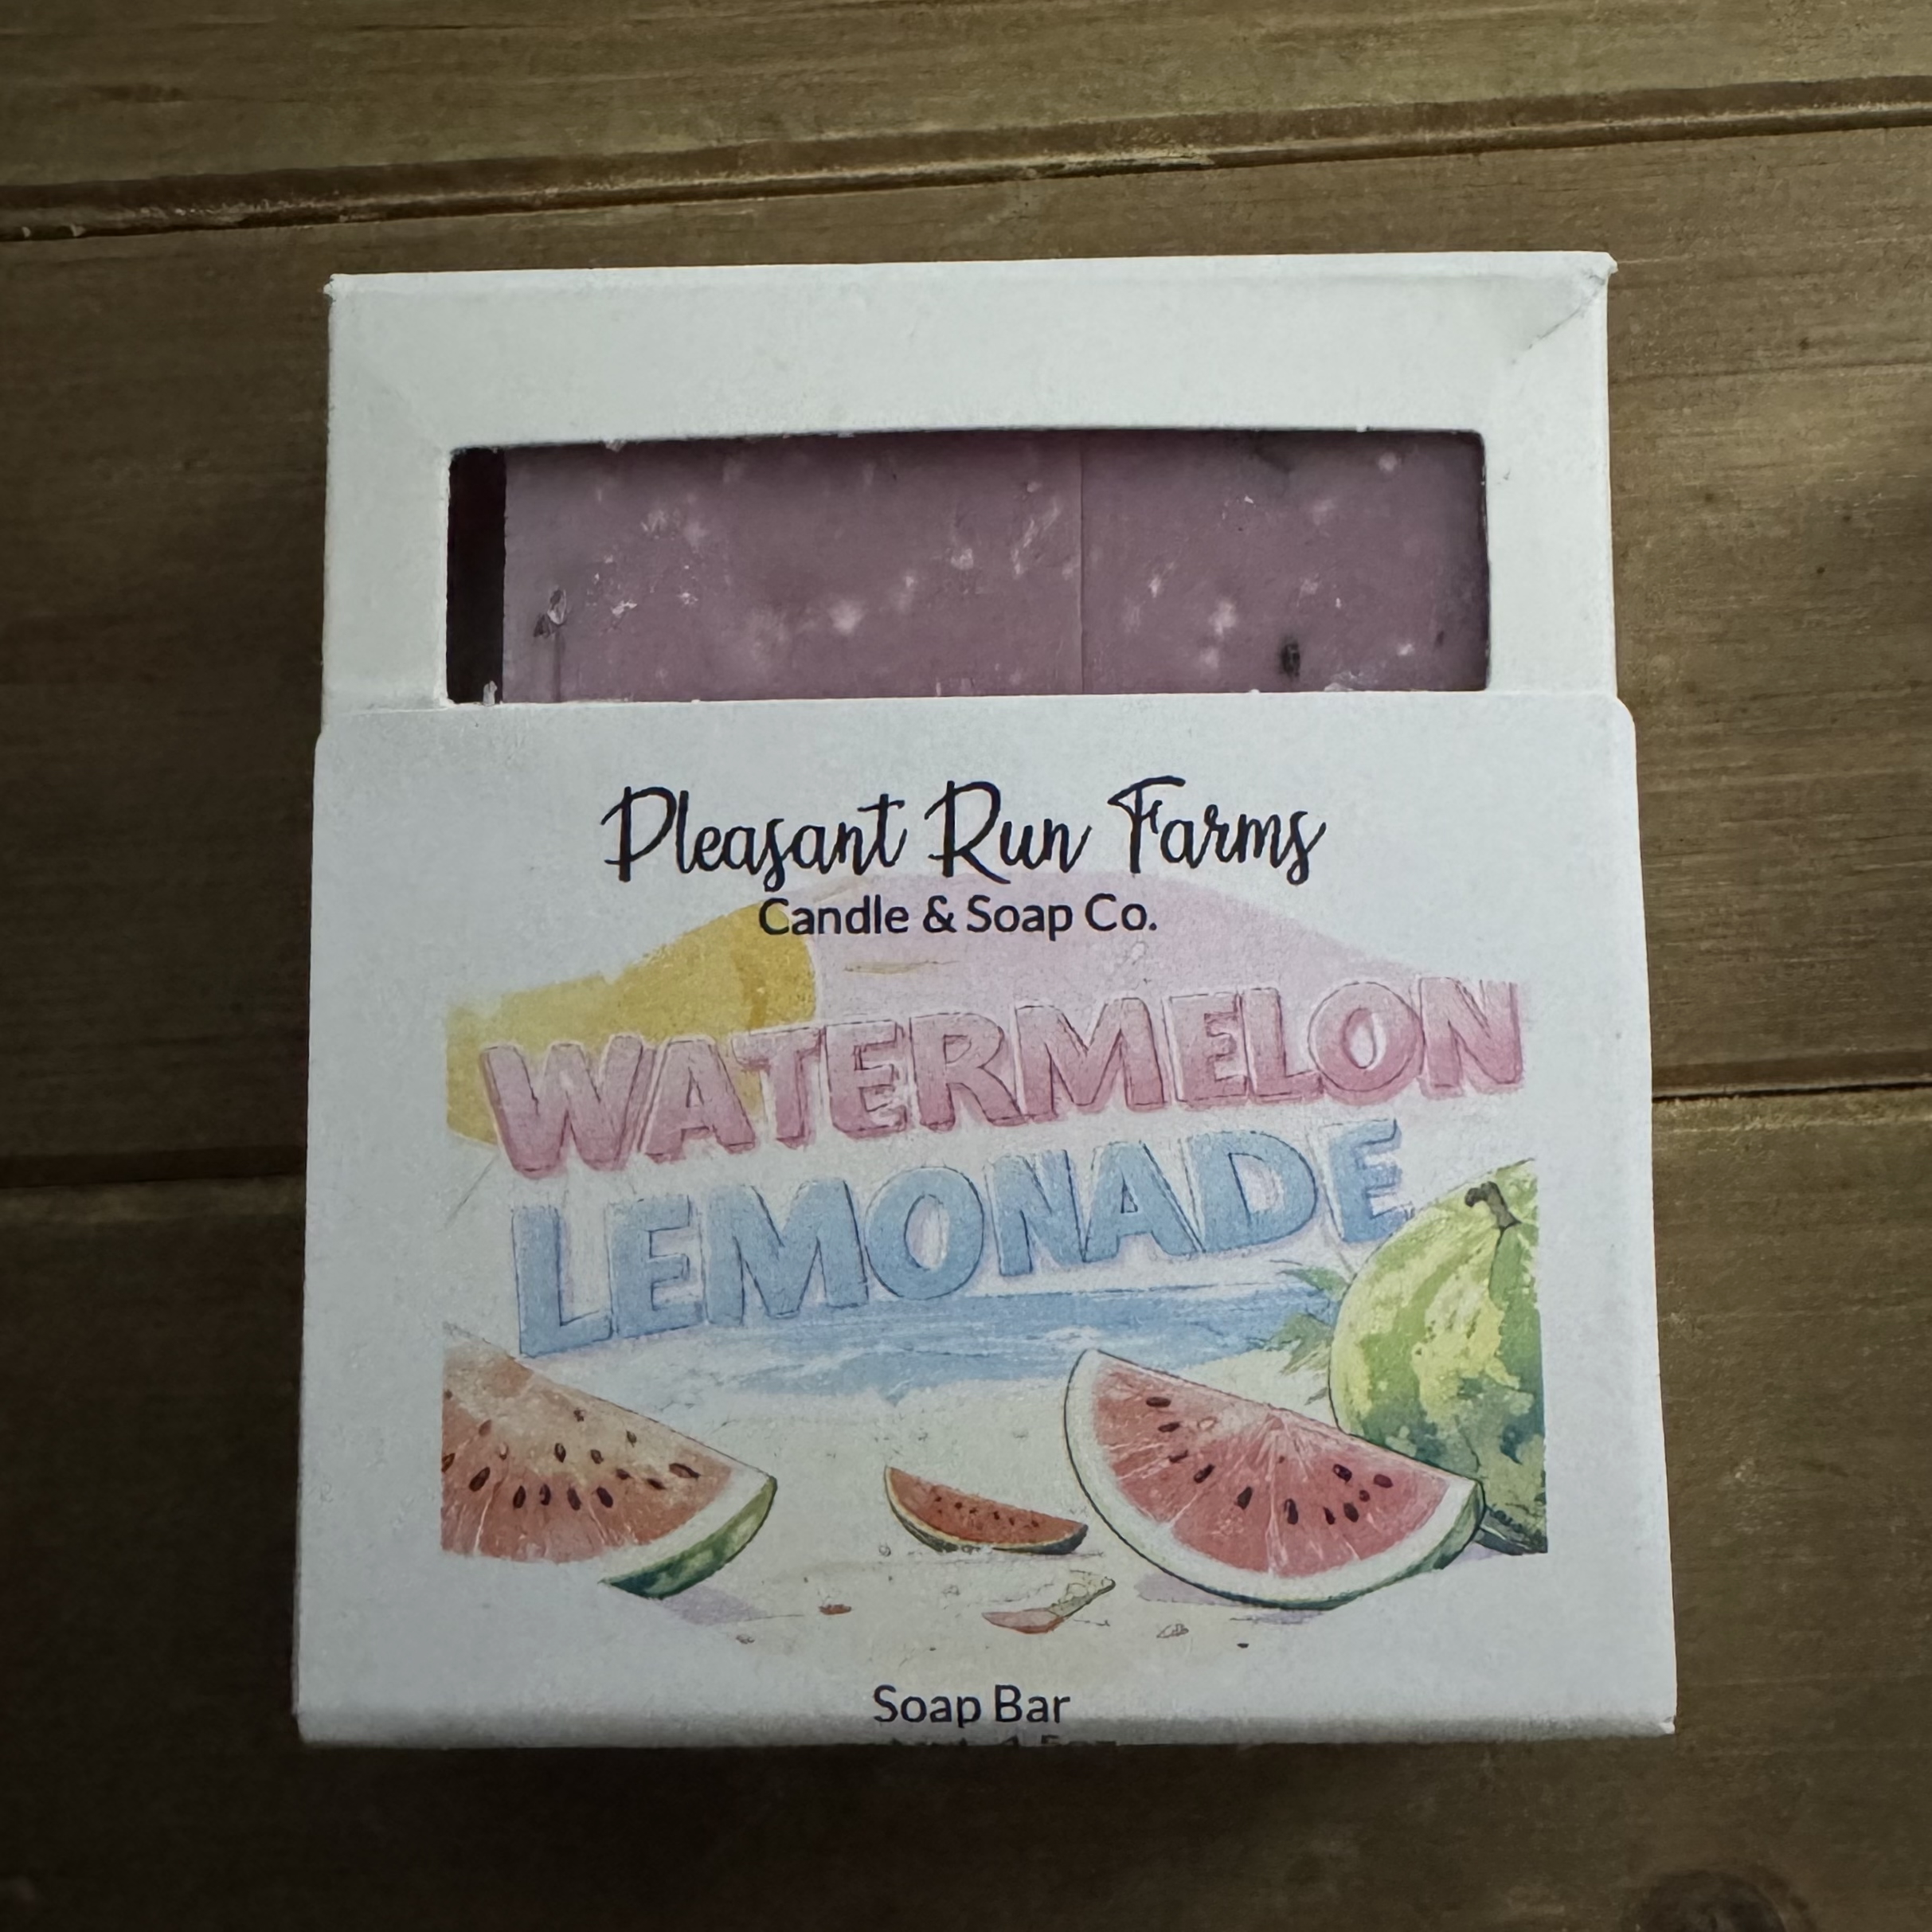 Pleasant Run Farms
Candle & Soap Co.
WATERMELON
LEMONADE
Soap Bar